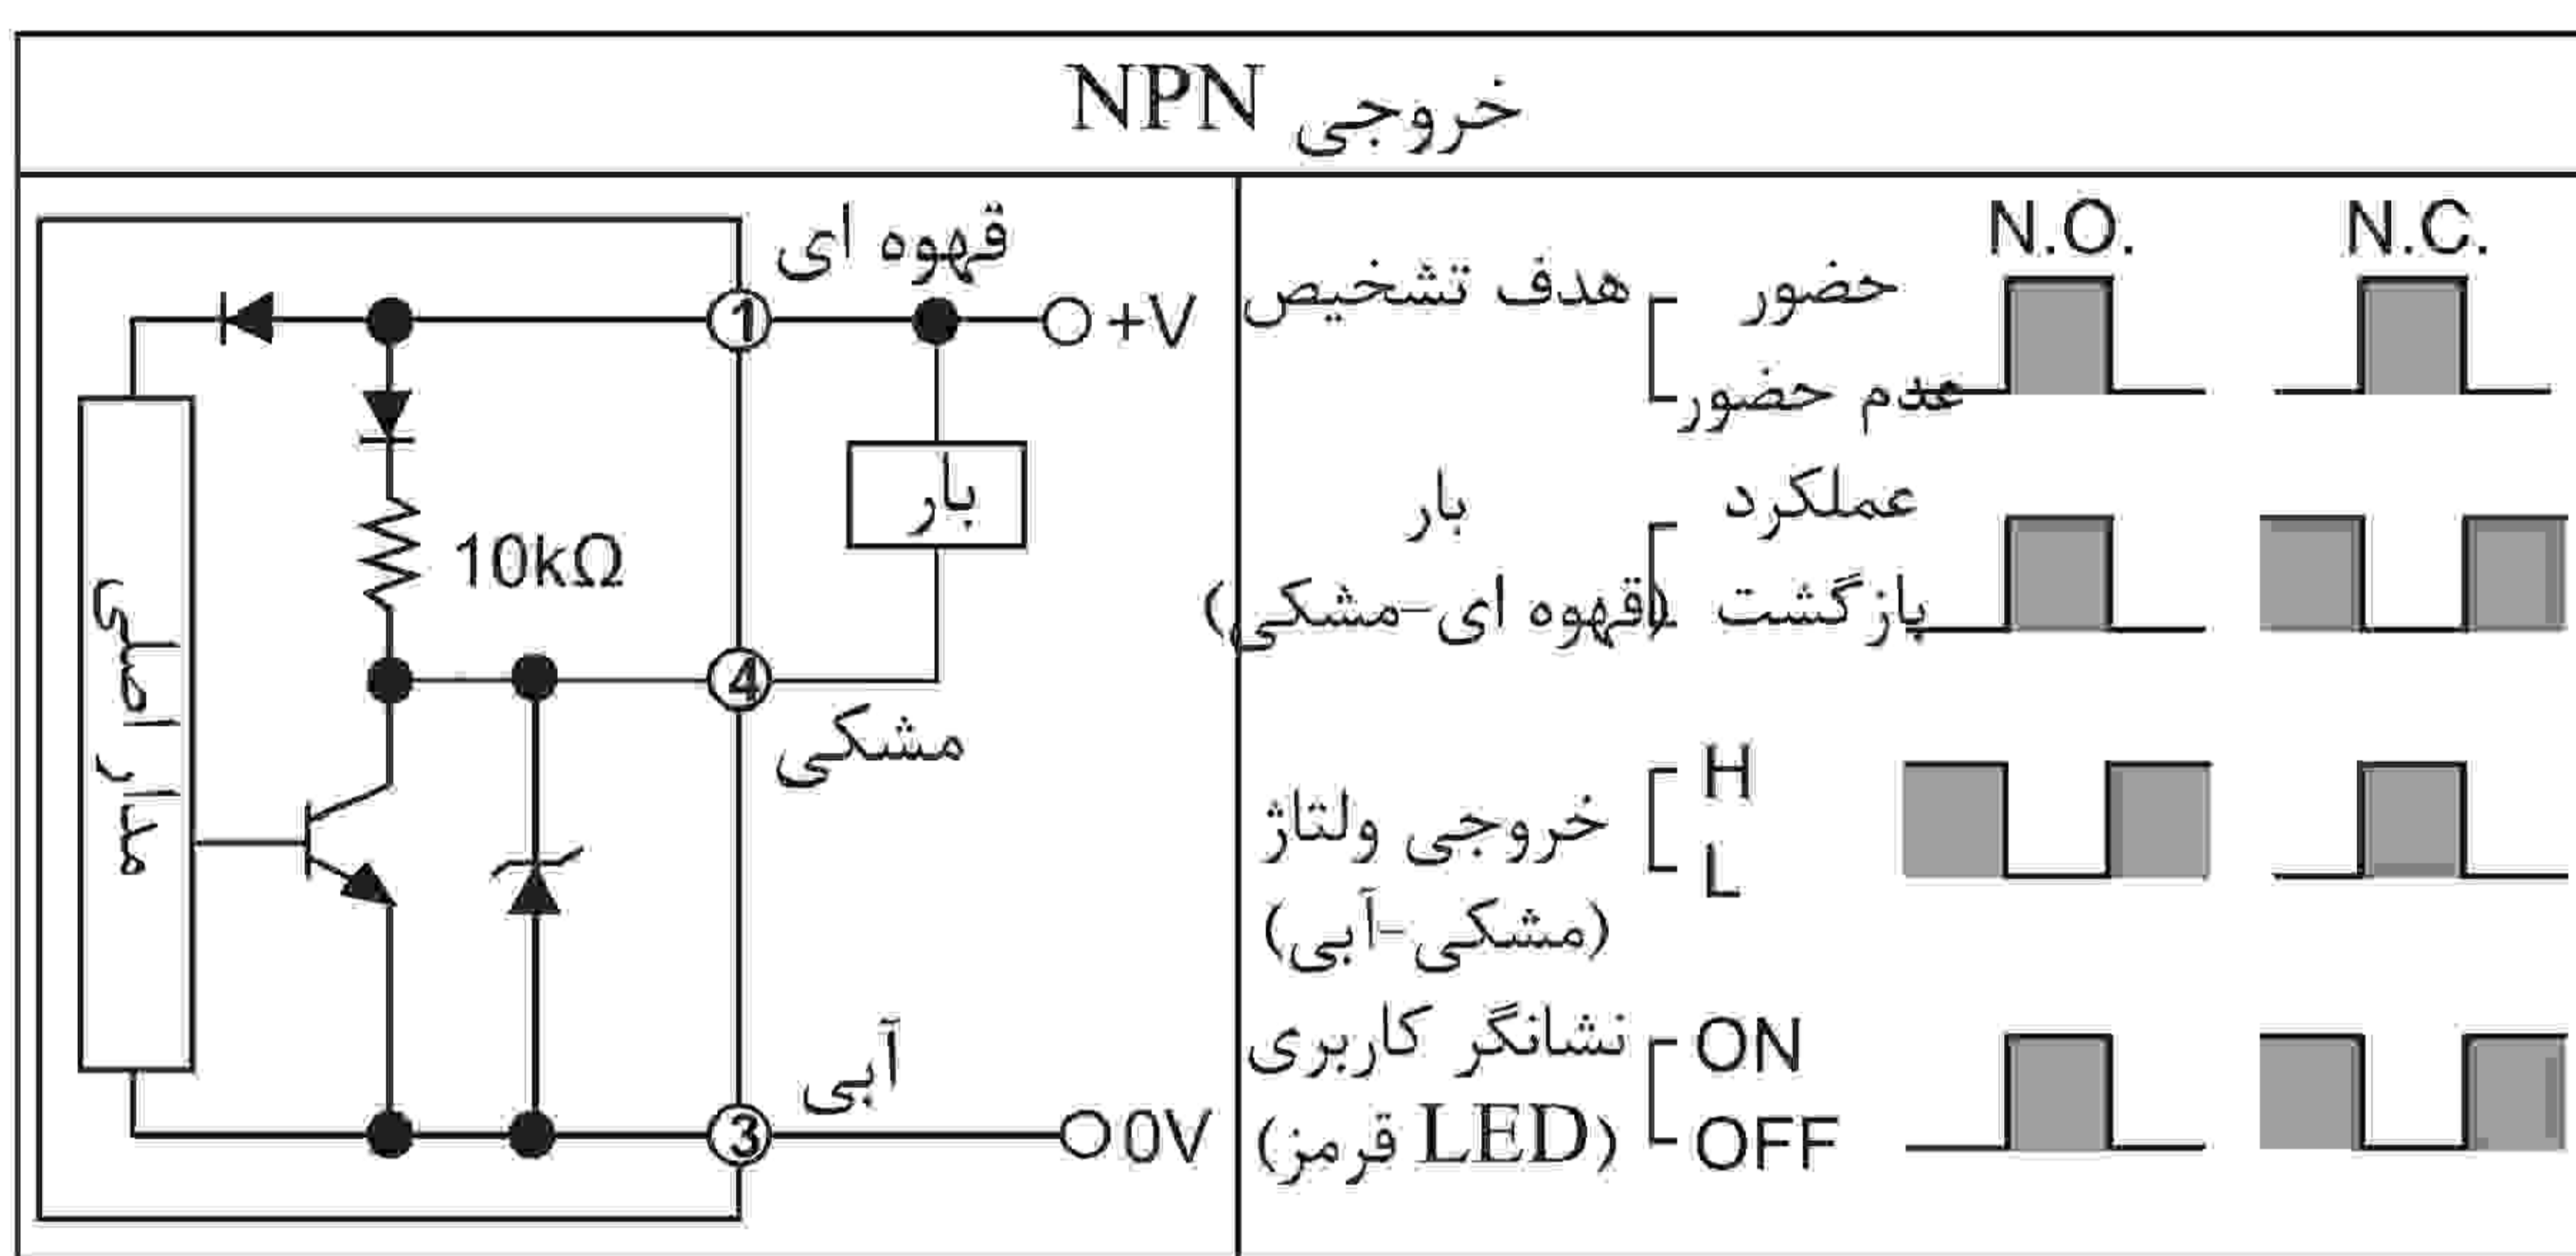 خروجی NPN
قهوه ای
1
+V
بار
10kΩ
مدار اصلی
4
مشکی
آبی
3
0V
N.O.
N.C.
هدف تشخیص
حضور
عدم حضور
بار
(قهوه ای-مشکی)
عملکرد
بازگشت
خروجی ولتاژ
(مشکی-آبی)
H
L
نشانگر کاربری
(LED قرمز)
ON
OFF